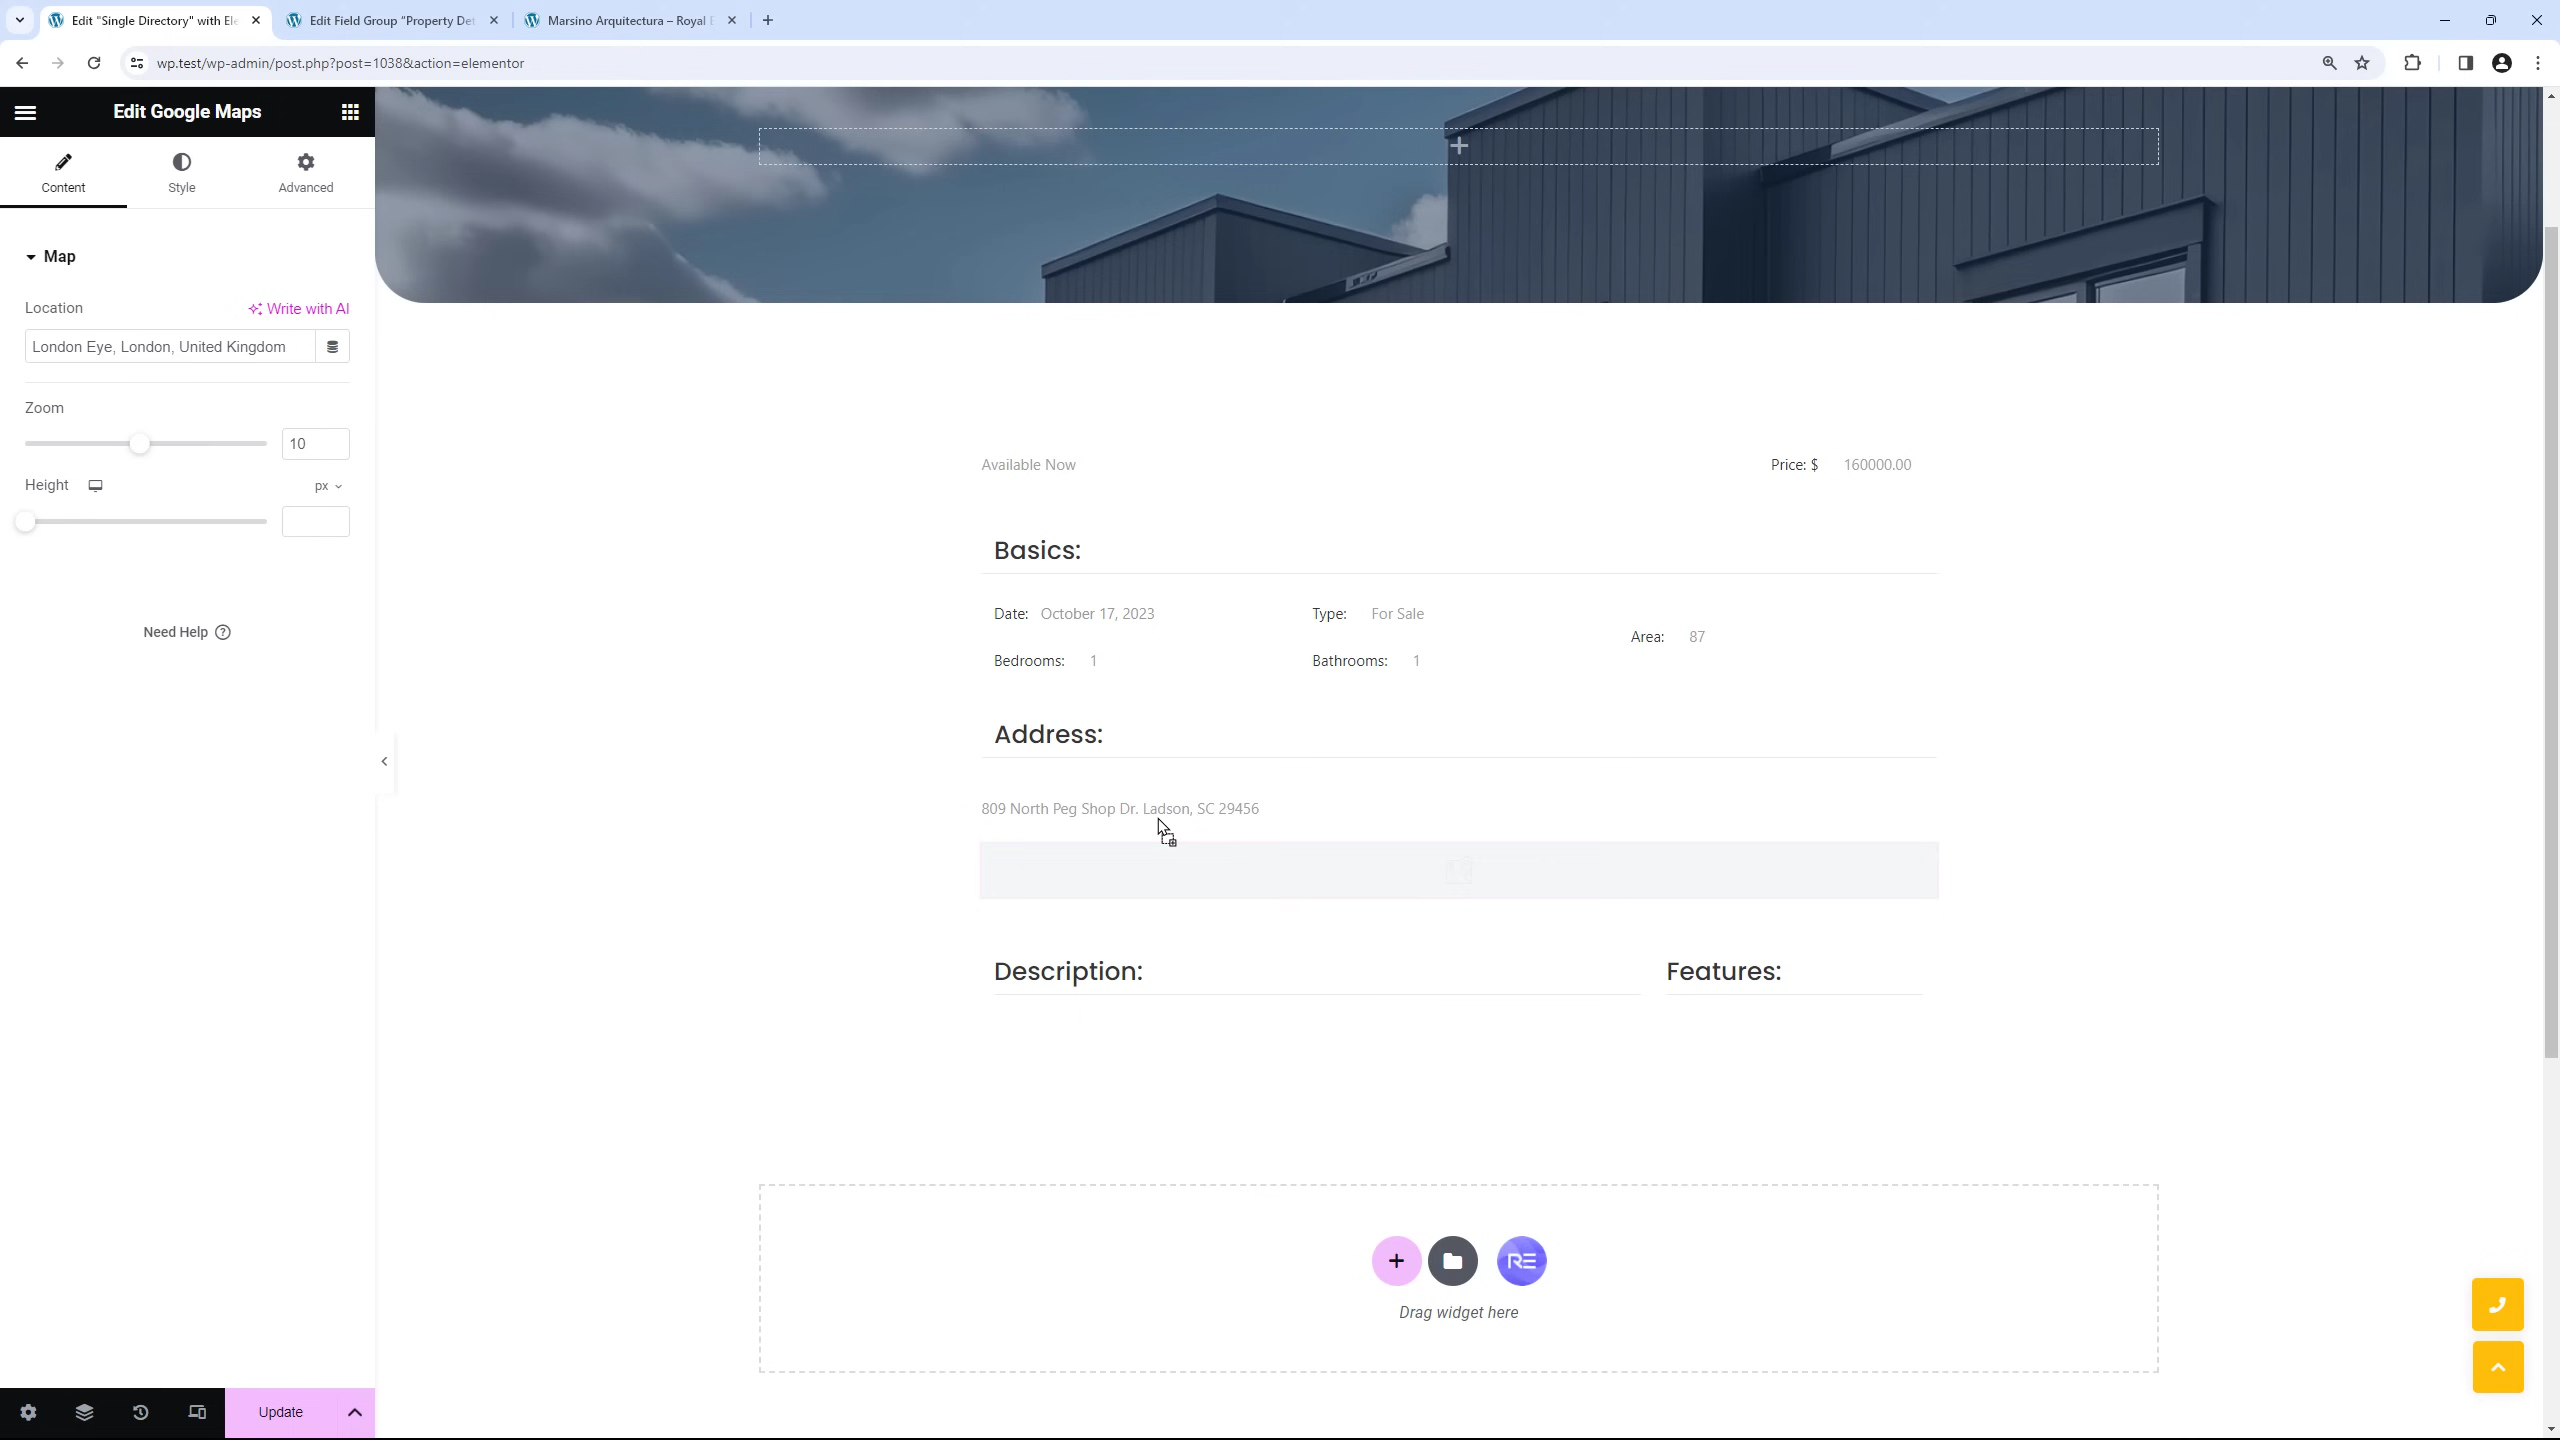 Edit "Single Directory" with Ele
Edit Field Group "Property Det
Marsino Arquitectura – Royal E
wp.test/wp-admin/post.php?post=1038&action=elementor
Edit Google Maps
Content
Style
Advanced
Map
Location
Write with AI
London Eye, London, United Kingdom
Zoom
10
Height
px
Need Help
Available Now
Price: $ 160000.00
Basics:
Date: October 17, 2023
Type: For Sale
Area: 87
Bedrooms: 1
Bathrooms: 1
Address:
809 North Peg Shop Dr. Ladson, SC 29456
Description:
Features:
RE
Drag widget here
Update